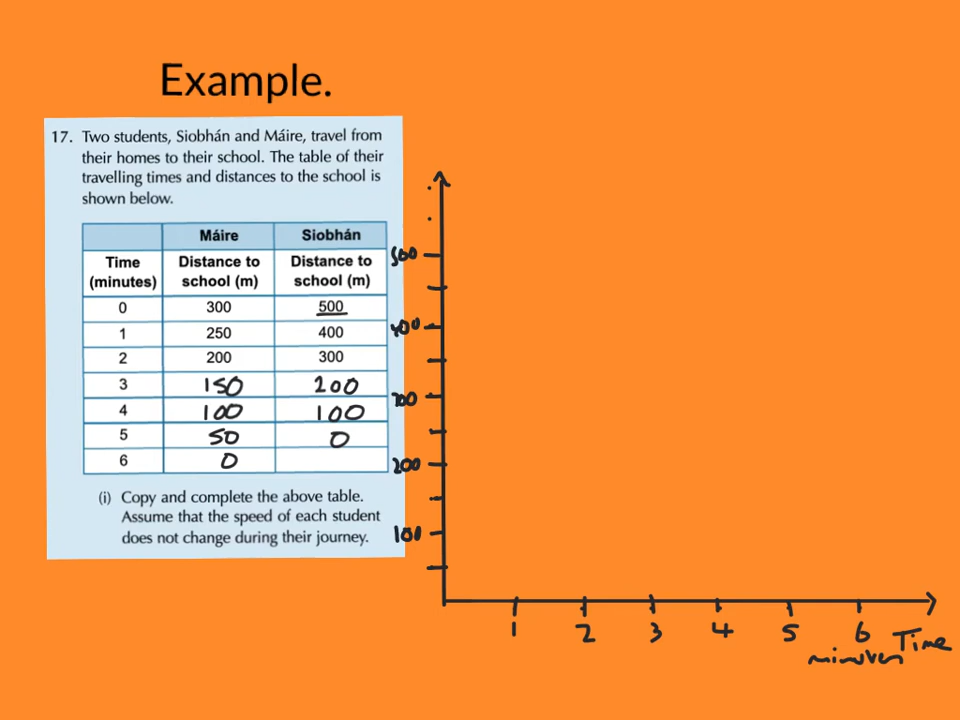 Example.
17. Two students, Siobhán and Máire, travel from
their homes to their school. The table of their
travelling times and distances to the school is
shown below.
Máire Siobhán
Time (minutes) Distance to school (m) Distance to school (m)
0 300 500
1 250 400
2 200 300
3 150 200
4 100 100
5 50 0
6 0
(i) Copy and complete the above table.
Assume that the speed of each student
does not change during their journey.
500
400
300
200
100
1 2 3 4 5 6 Time
minutes